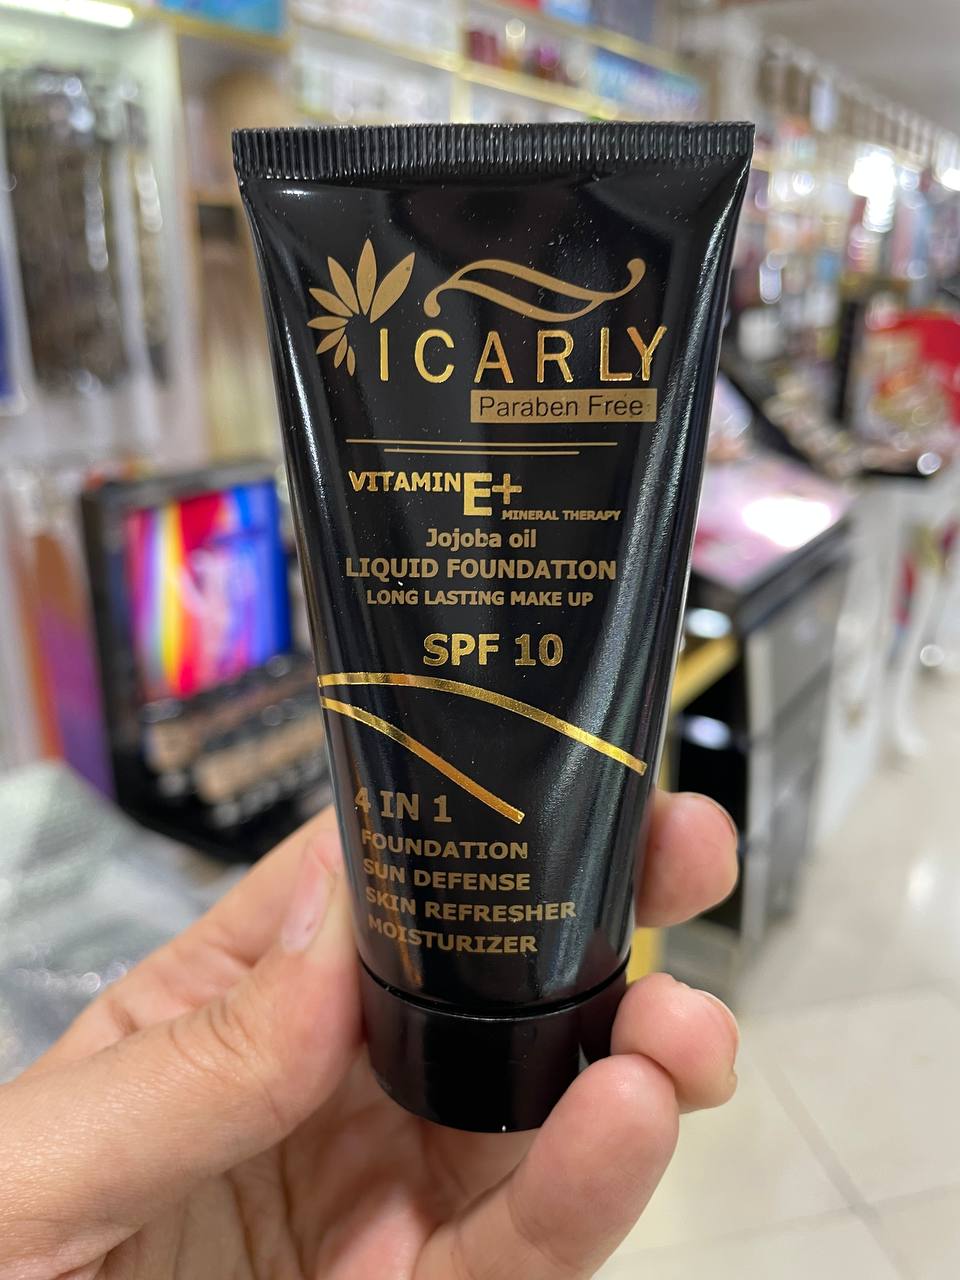 ICARLY
Paraben Free
VITAMIN E+
MINERAL THERAPY
Jojoba oil
LIQUID FOUNDATION
LONG LASTING MAKE UP
SPF 10
4 IN 1
FOUNDATION
SUN DEFENSE
SKIN REFRESHER
MOISTURIZER